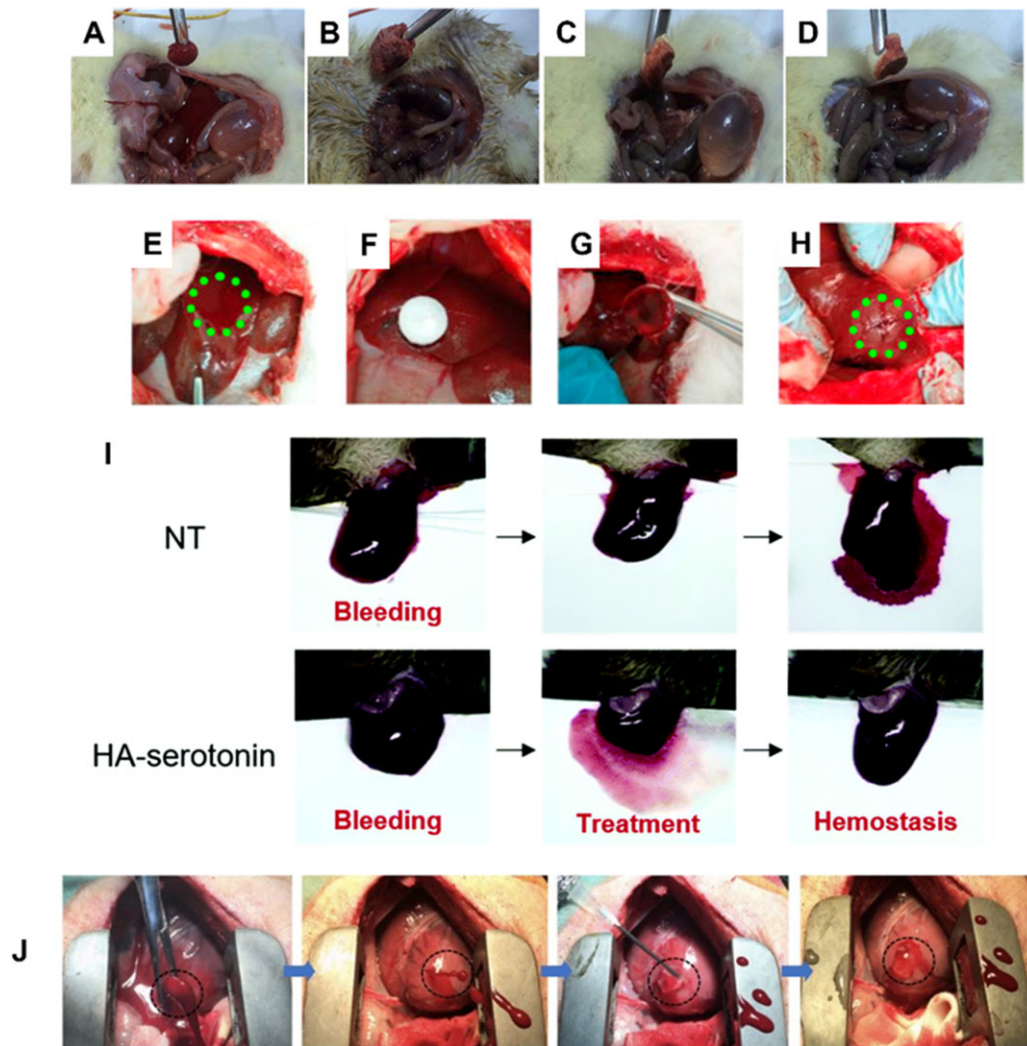 A
B
C
D
E
F
G
H
I
NT
Bleeding
HA-serotonin
Bleeding
Treatment
Hemostasis
J